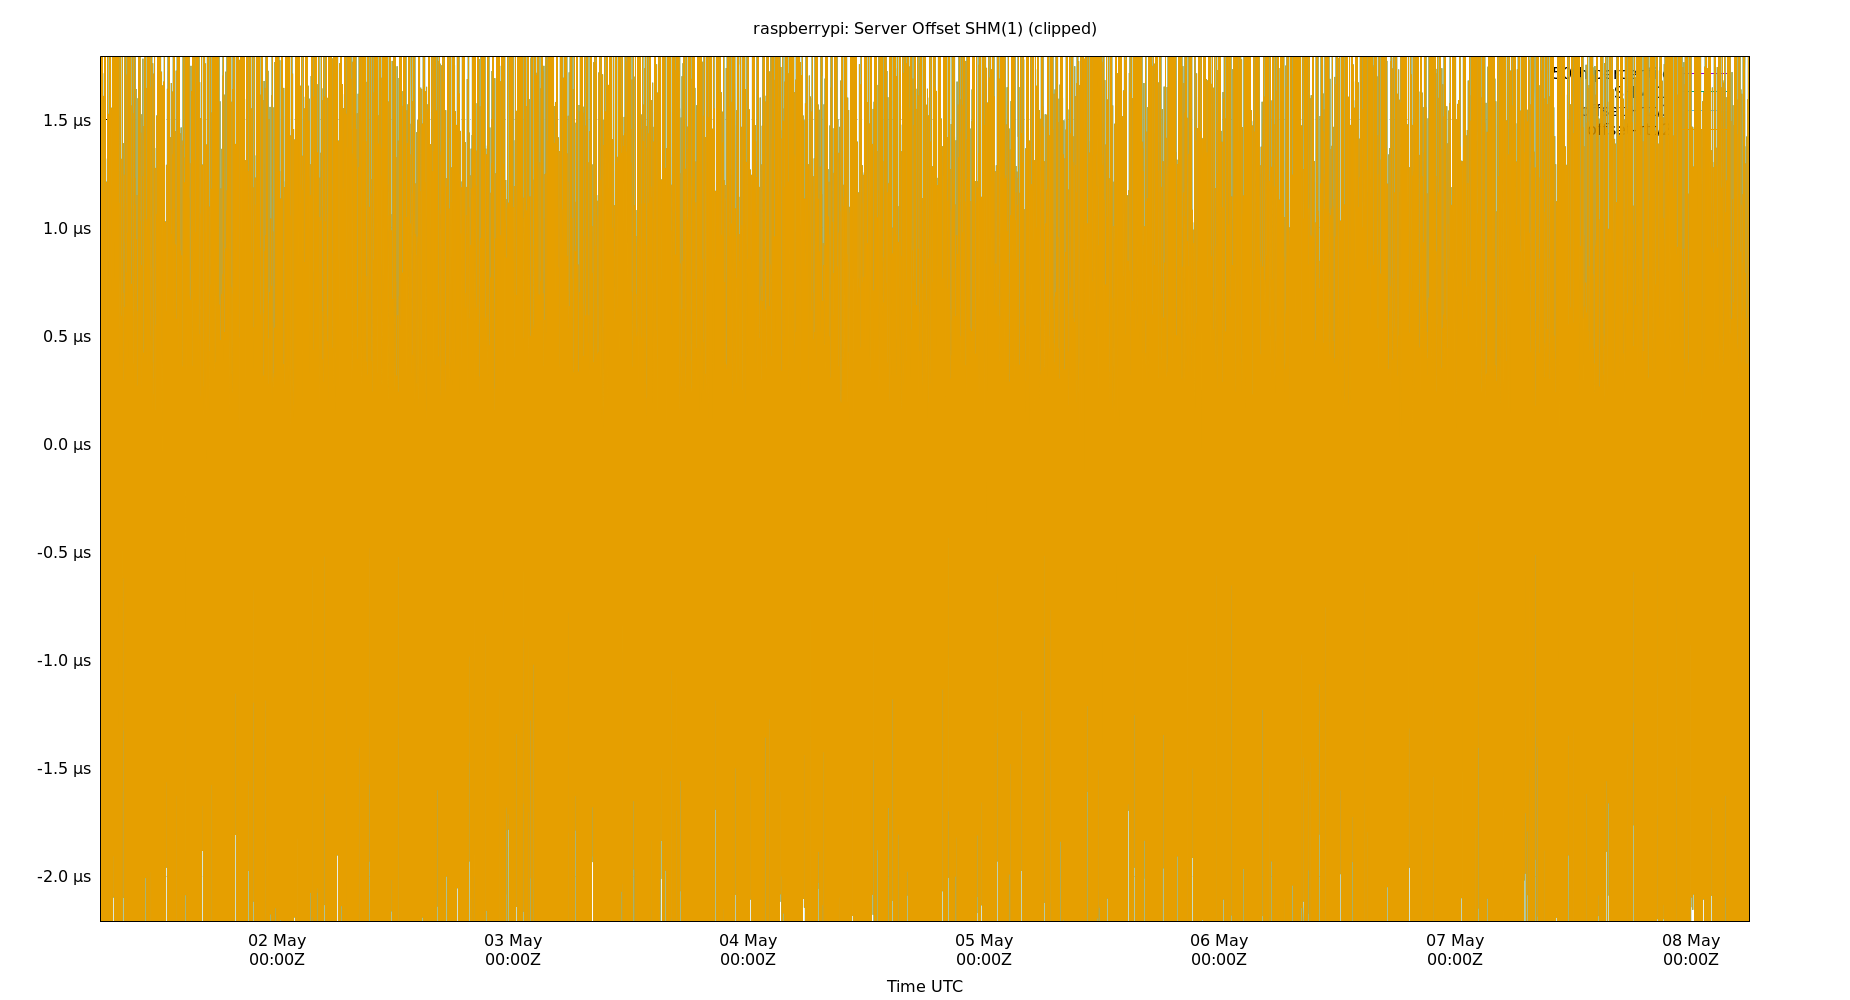 raspberrypi: Server Offset SHM(1) (clipped)
1.5 µs
1.0 µs
0.5 µs
0.0 µs
-0.5 µs
-1.0 µs
-1.5 µs
-2.0 µs
02 May 03 May 04 May 05 May 06 May 07 May 08 May
00:00Z 00:00Z 00:00Z 00:00Z 00:00Z 00:00Z 00:00Z
Time UTC